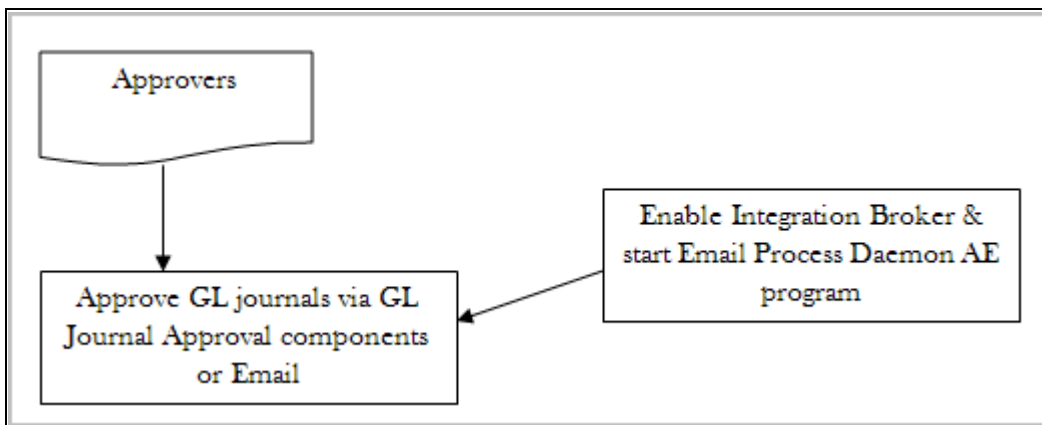 Approvers
Enable Integration Broker &
start Email Process Daemon AE
program
Approve GL journals via GL
Journal Approval components
or Email